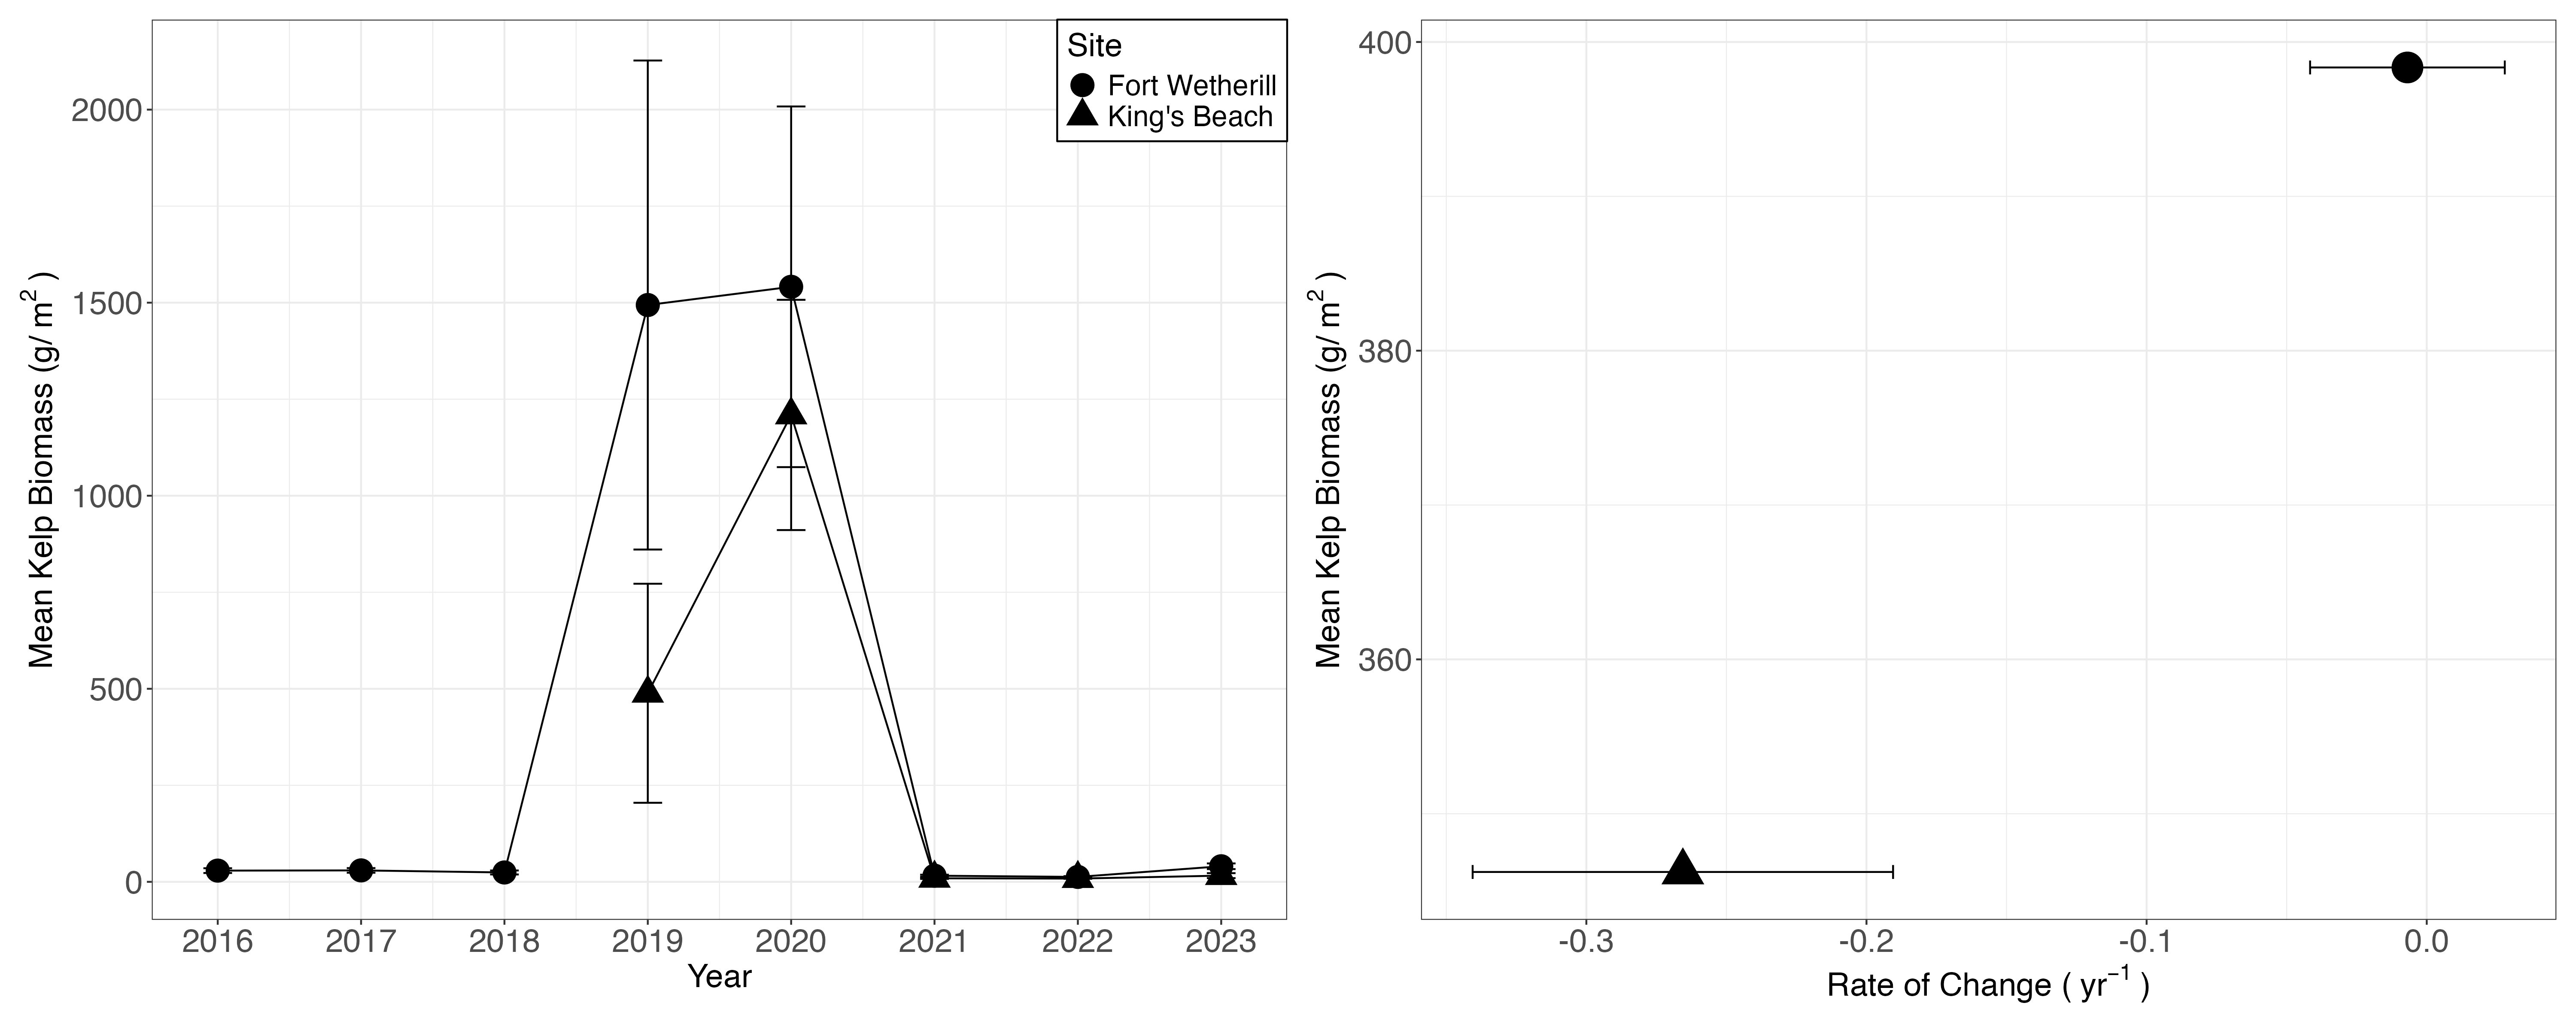 Mean Kelp Biomass (g/ m²)
2000
1500
1000
500
0
Site
Fort Wetherill
King's Beach
2016 2017 2018 2019 2020 2021 2022 2023
Year
Mean Kelp Biomass (g/ m²)
400
380
360
-0.3 -0.2 -0.1 0.0
Rate of Change ( yr⁻¹ )